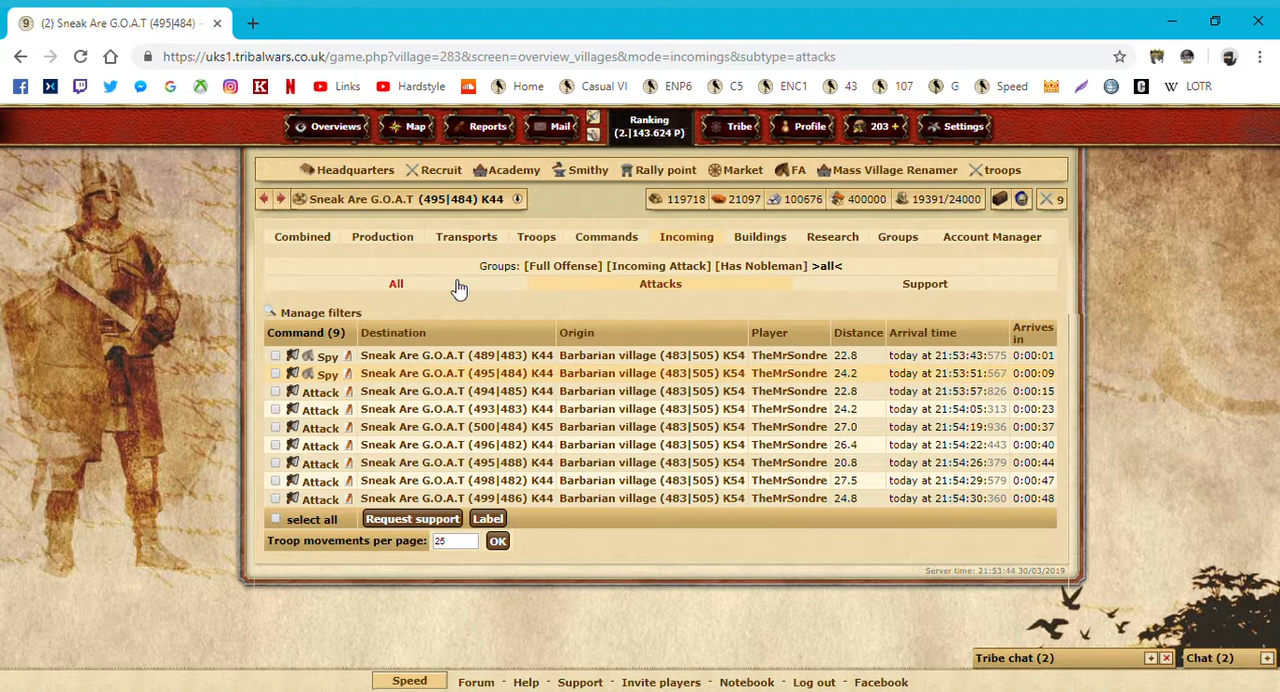 9 (2) Sneak Are G.O.A.T (495|484) -
https://uks1.tribalwars.co.uk/game.php?village=283&screen=overview_villages&mode=incomings&subtype=attacks
Links Hardstyle Home Casual VI ENP6 C5 ENC1 43 107 G Speed W LOTR
Overviews Map Reports Mail Ranking Tribe Profile 203 + Settings
(2.|143.624 P)
Headquarters Recruit Academy Smithy Rally point Market FA Mass Village Renamer troops
Sneak Are G.O.A.T (495|484) K44 119718 21097 100676 400000 19391/24000 9
Combined Production Transports Troops Commands Incoming Buildings Research Groups Account Manager
Groups: [Full Offense] [Incoming Attack] [Has Nobleman] >all<
All Attacks Support
Manage filters
Command (9) Destination Origin Player Distance Arrival time Arrives in
Spy Sneak Are G.O.A.T (489|483) K44 Barbarian village (483|505) K54 TheMrSondre 22.8 today at 21:53:43:575 0:00:01
Spy Sneak Are G.O.A.T (495|484) K44 Barbarian village (483|505) K54 TheMrSondre 24.2 today at 21:53:51:567 0:00:09
Attack Sneak Are G.O.A.T (489|483) K44 Barbarian village (483|505) K54 TheMrSondre 22.8 today at 21:53:57:826 0:00:15
Attack Sneak Are G.O.A.T (493|483) K44 Barbarian village (483|505) K54 TheMrSondre 24.2 today at 21:54:05:313 0:00:23
Attack Sneak Are G.O.A.T (500|484) K45 Barbarian village (483|505) K54 TheMrSondre 27.0 today at 21:54:19:936 0:00:37
Attack Sneak Are G.O.A.T (496|482) K44 Barbarian village (483|505) K54 TheMrSondre 26.4 today at 21:54:22:443 0:00:40
Attack Sneak Are G.O.A.T (495|488) K44 Barbarian village (483|505) K54 TheMrSondre 20.8 today at 21:54:26:379 0:00:44
Attack Sneak Are G.O.A.T (498|482) K44 Barbarian village (483|505) K54 TheMrSondre 27.5 today at 21:54:29:579 0:00:47
Attack Sneak Are G.O.A.T (499|486) K44 Barbarian village (483|505) K54 TheMrSondre 24.8 today at 21:54:30:360 0:00:48
select all Request support Label
Troop movements per page: 25 OK
Server time: 21:53:44 30/03/2019
Tribe chat (2) Chat (2)
Speed Forum - Help - Support - Invite players - Notebook - Log out - Facebook